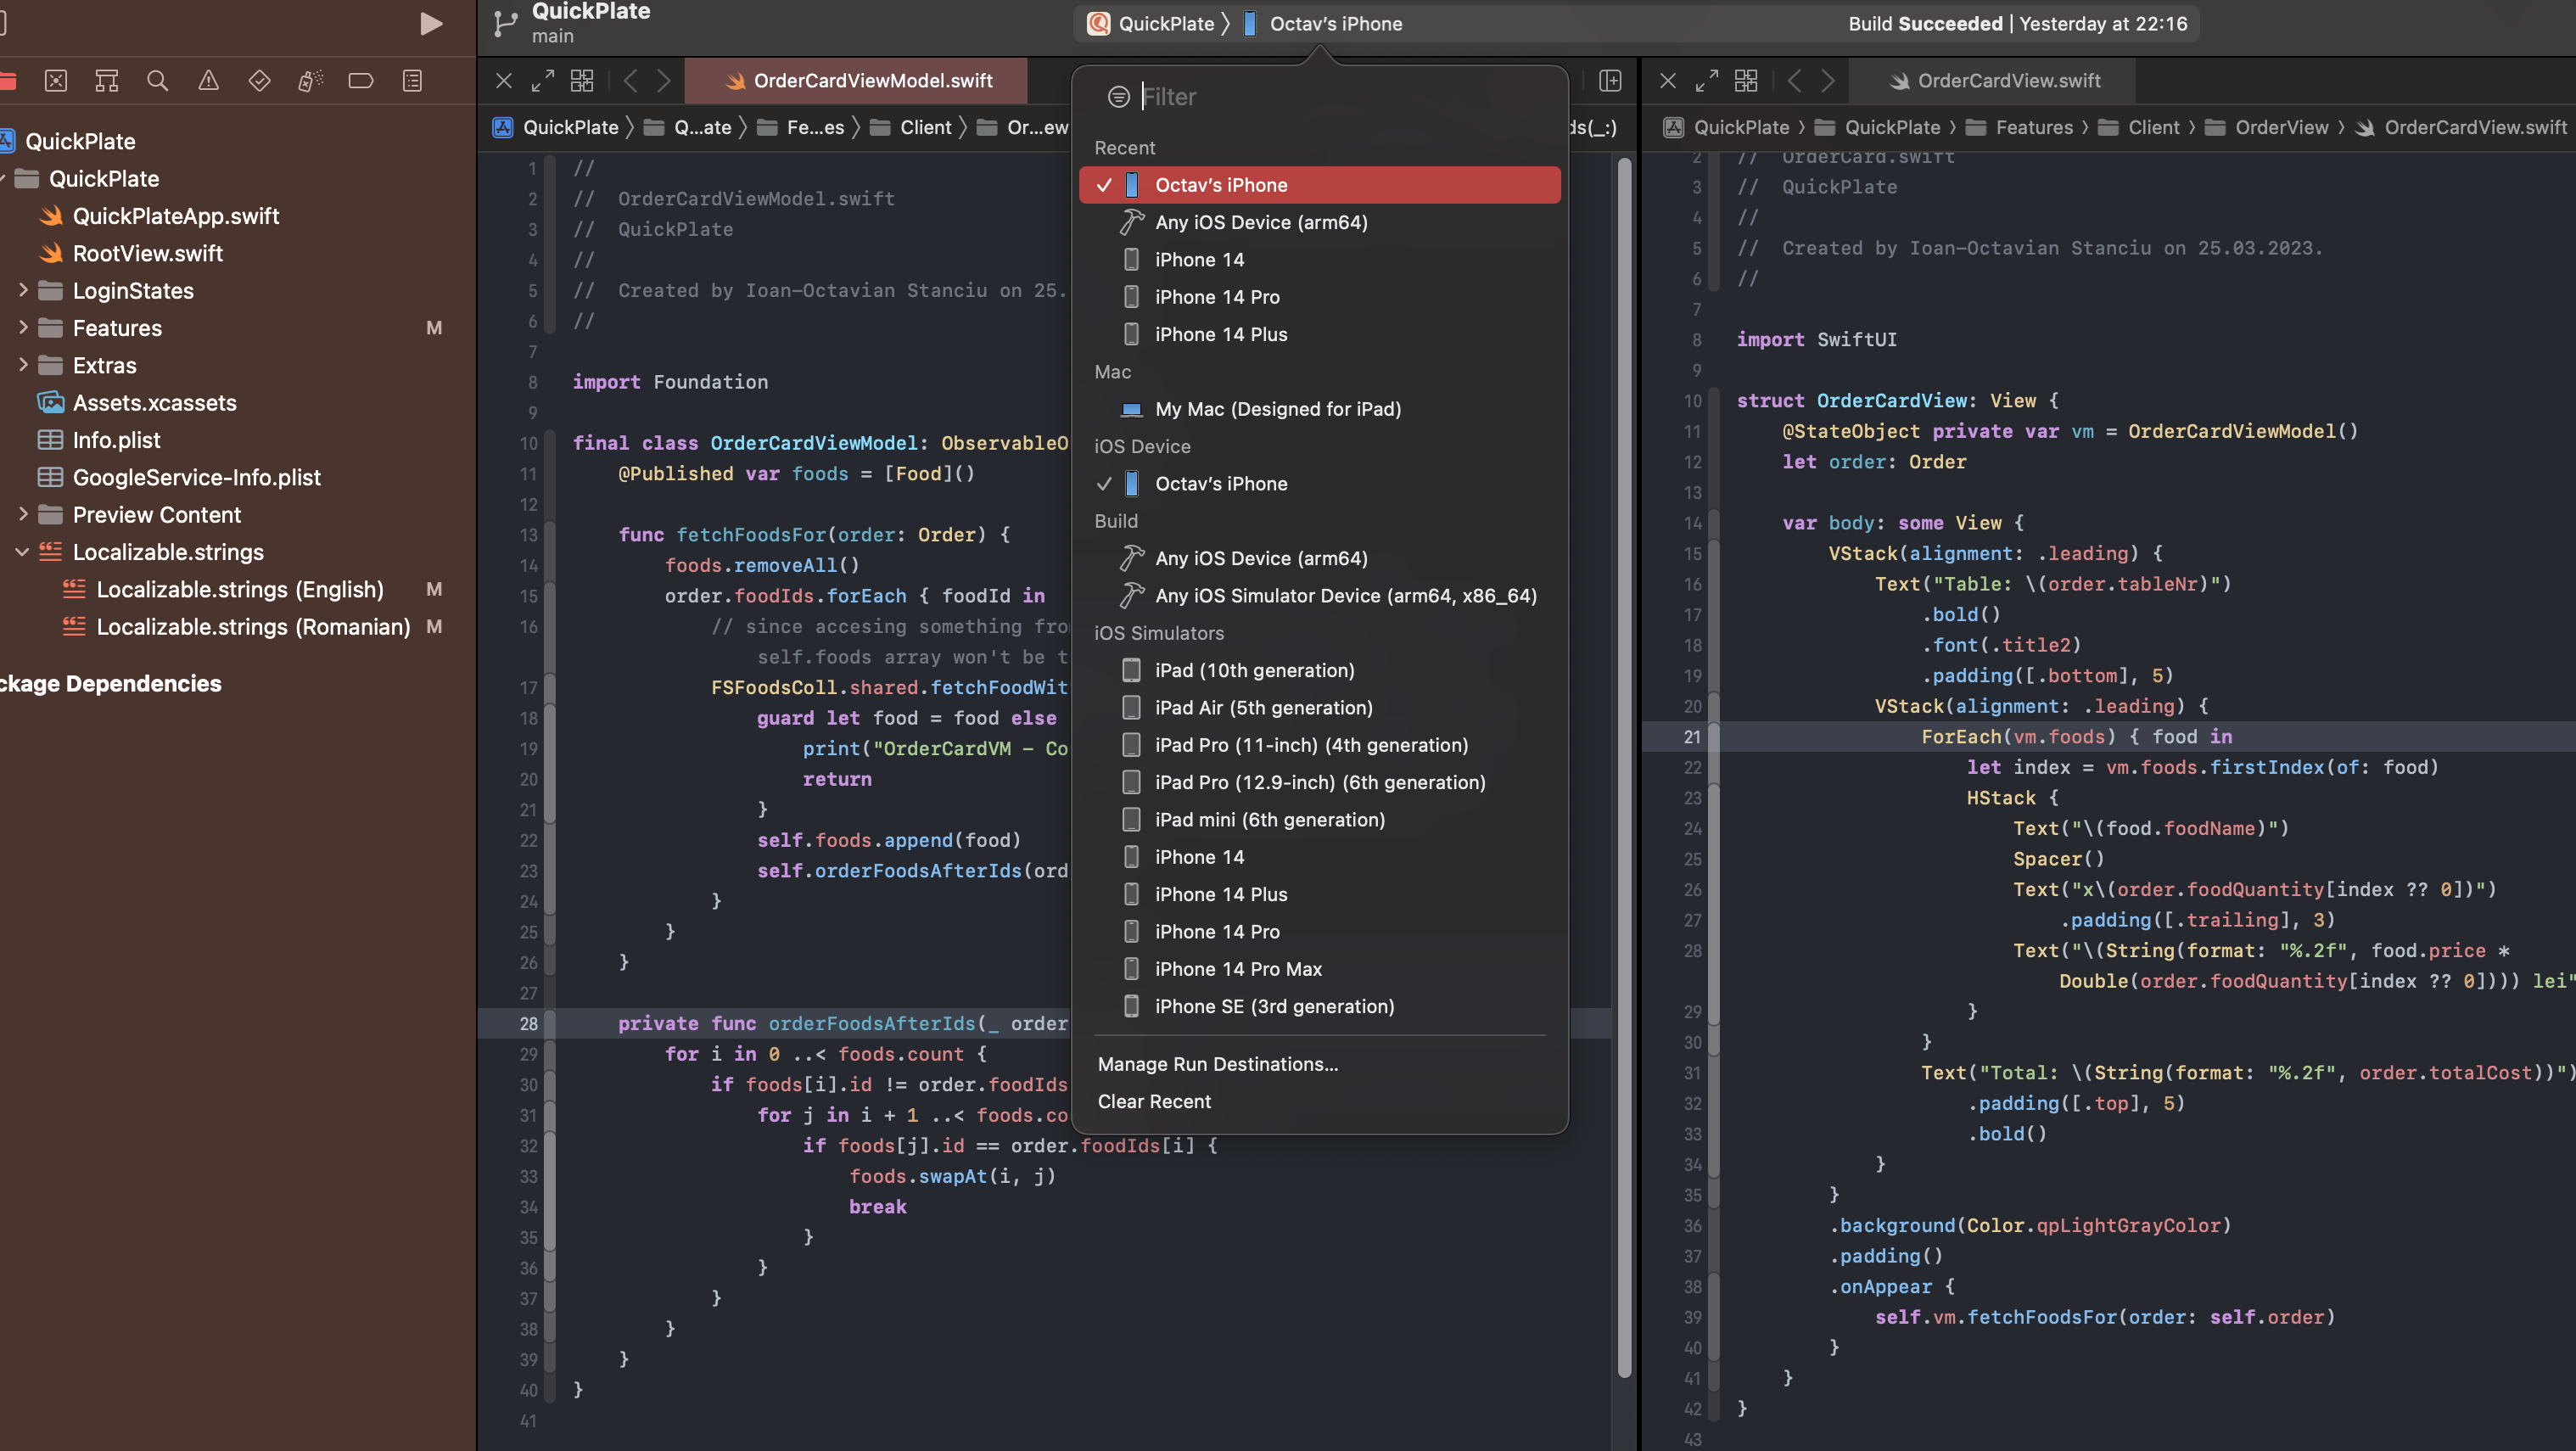 QuickPlate
main
QuickPlate 〉 Octav’s iPhone
Build Succeeded | Yesterday at 22:16
QuickPlate
QuickPlate
QuickPlateApp.swift
RootView.swift
LoginStates
Features M
Extras
Assets.xcassets
Info.plist
GoogleService-Info.plist
Preview Content
Localizable.strings
Localizable.strings (English) M
Localizable.strings (Romanian) M
ckage Dependencies
OrderCardViewModel.swift
QuickPlate 〉 Q...ate 〉 Fe...es 〉 Client 〉 Or...ew
ds(_:)
1 //
2 //  OrderCardViewModel.swift
3 //  QuickPlate
4 //
5 //  Created by Ioan-Octavian Stanciu on 25.
6 //
7
8 import Foundation
9
10 final class OrderCardViewModel: ObservableO
11 @Published var foods = [Food]()
12
13 func fetchFoodsFor(order: Order) {
14 foods.removeAll()
15 order.foodIds.forEach { foodId in
16 // since accesing something fro
self.foods array won't be t
17 FSFoodsColl.shared.fetchFoodWit
18 guard let food = food else
19 print("OrderCardVM - Co
20 return
21 }
22 self.foods.append(food)
23 self.orderFoodsAfterIds(ord
24 }
25 }
26 }
27
28 private func orderFoodsAfterIds(_ order
29 for i in 0 ..< foods.count {
30 if foods[i].id != order.foodIds
31 for j in i + 1 ..< foods.co
32 if foods[j].id == order.foodIds[i] {
33 foods.swapAt(i, j)
34 break
35 }
36 }
37 }
38 }
39 }
40 }
41
Filter
Recent
Octav’s iPhone
Any iOS Device (arm64)
iPhone 14
iPhone 14 Pro
iPhone 14 Plus
Mac
My Mac (Designed for iPad)
iOS Device
Octav’s iPhone
Build
Any iOS Device (arm64)
Any iOS Simulator Device (arm64, x86_64)
iOS Simulators
iPad (10th generation)
iPad Air (5th generation)
iPad Pro (11-inch) (4th generation)
iPad Pro (12.9-inch) (6th generation)
iPad mini (6th generation)
iPhone 14
iPhone 14 Plus
iPhone 14 Pro
iPhone 14 Pro Max
iPhone SE (3rd generation)
Manage Run Destinations...
Clear Recent
OrderCardView.swift
QuickPlate 〉 QuickPlate 〉 Features 〉 Client 〉 OrderView 〉 OrderCardView.swift
2 //  OrderCard.swift
3 //  QuickPlate
4 //
5 //  Created by Ioan-Octavian Stanciu on 25.03.2023.
6 //
7
8 import SwiftUI
9
10 struct OrderCardView: View {
11 @StateObject private var vm = OrderCardViewModel()
12 let order: Order
13
14 var body: some View {
15 VStack(alignment: .leading) {
16 Text("Table: \(order.tableNr)")
17 .bold()
18 .font(.title2)
19 .padding([.bottom], 5)
20 VStack(alignment: .leading) {
21 ForEach(vm.foods) { food in
22 let index = vm.foods.firstIndex(of: food)
23 HStack {
24 Text("\(food.foodName)")
25 Spacer()
26 Text("x\(order.foodQuantity[index ?? 0])")
27 .padding([.trailing], 3)
28 Text("\(String(format: "%.2f", food.price *
Double(order.foodQuantity[index ?? 0]))) lei"
29 }
30 }
31 Text("Total: \(String(format: "%.2f", order.totalCost))")
32 .padding([.top], 5)
33 .bold()
34 }
35 }
36 .background(Color.qpLightGrayColor)
37 .padding()
38 .onAppear {
39 self.vm.fetchFoodsFor(order: self.order)
40 }
41 }
42 }
43